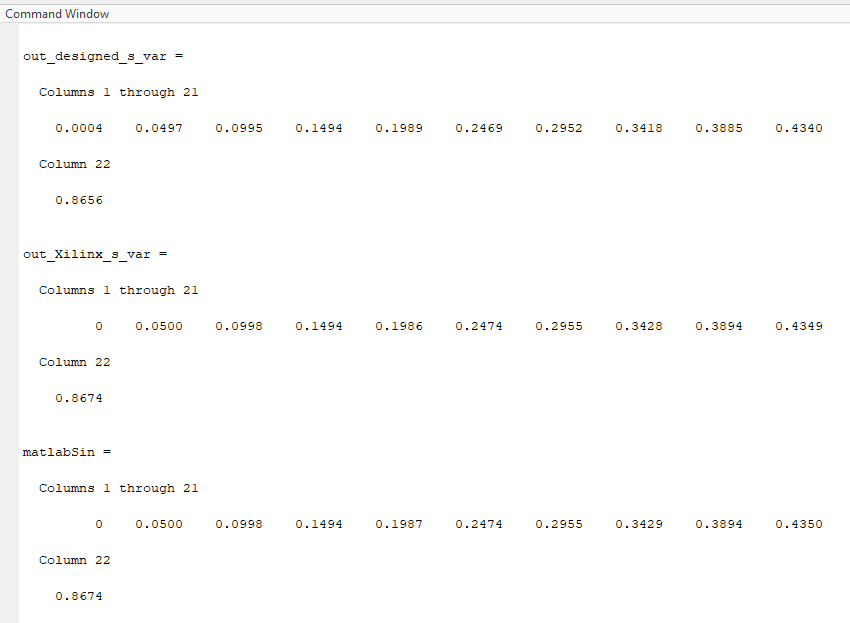 Command Window
out_designed_s_var =
Columns 1 through 21
0.0004 0.0497 0.0995 0.1494 0.1989 0.2469 0.2952 0.3418 0.3885 0.4340
Column 22
0.8656
out_Xilinx_s_var =
Columns 1 through 21
0 0.0500 0.0998 0.1494 0.1986 0.2474 0.2955 0.3428 0.3894 0.4349
Column 22
0.8674
matlabSin =
Columns 1 through 21
0 0.0500 0.0998 0.1494 0.1987 0.2474 0.2955 0.3429 0.3894 0.4350
Column 22
0.8674